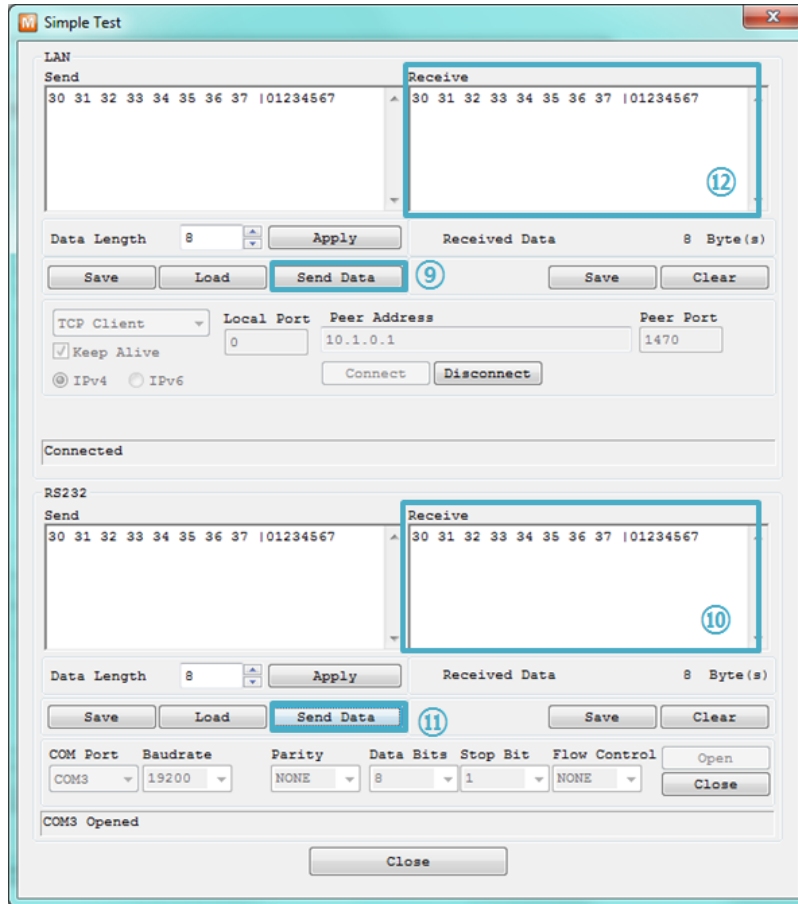 M Simple Test
LAN
Send Receive
30 31 32 33 34 35 36 37 |01234567 30 31 32 33 34 35 36 37 |01234567
⑫
Data Length 8 Apply Received Data 8 Byte(s)
Save Load Send Data ⑨ Save Clear
TCP Client Local Port Peer Address Peer Port
Keep Alive 0 10.1.0.1 1470
IPv4 IPv6 Connect Disconnect
Connected
RS232
Send Receive
30 31 32 33 34 35 36 37 |01234567 30 31 32 33 34 35 36 37 |01234567
⑩
Data Length 8 Apply Received Data 8 Byte(s)
Save Load Send Data ⑪ Save Clear
COM Port Baudrate Parity Data Bits Stop Bit Flow Control Open
COM3 19200 NONE 8 1 NONE Close
COM3 Opened
Close